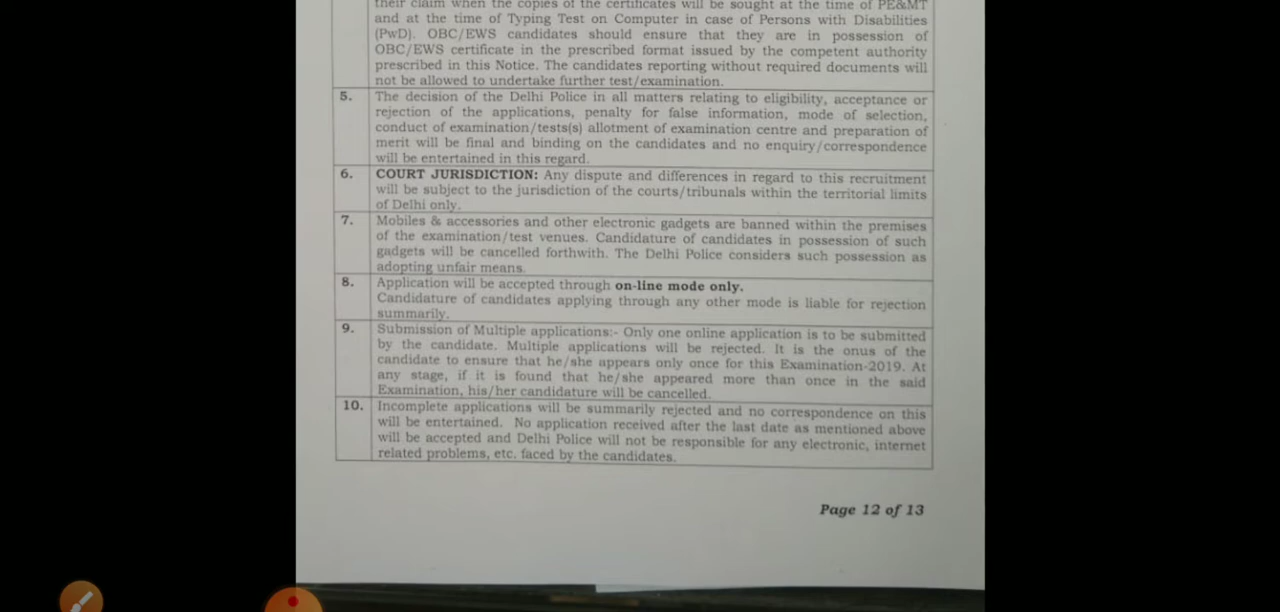 their claim when the copies of the certificates will be sought at the time of PE&MT
and at the time of Typing Test on Computer in case of Persons with Disabilities
(PwD). OBC/EWS candidates should ensure that they are in possession of
OBC/EWS certificate in the prescribed format issued by the competent authority
prescribed in this Notice. The candidates reporting without required documents will
not be allowed to undertake further test/examination.
5. The decision of the Delhi Police in all matters relating to eligibility, acceptance or
rejection of the applications, penalty for false information, mode of selection,
conduct of examination/tests(s) allotment of examination centre and preparation of
merit will be final and binding on the candidates and no enquiry/correspondence
will be entertained in this regard.
6. COURT JURISDICTION: Any dispute and differences in regard to this recruitment
will be subject to the jurisdiction of the courts/tribunals within the territorial limits
of Delhi only.
7. Mobiles & accessories and other electronic gadgets are banned within the premises
of the examination/test venues. Candidature of candidates in possession of such
gadgets will be cancelled forthwith. The Delhi Police considers such possession as
adopting unfair means.
8. Application will be accepted through on-line mode only.
Candidature of candidates applying through any other mode is liable for rejection
summarily.
9. Submission of Multiple applications:- Only one online application is to be submitted
by the candidate. Multiple applications will be rejected. It is the onus of the
candidate to ensure that he/she appears only once for this Examination-2019. At
any stage, if it is found that he/she appeared more than once in the said
Examination, his/her candidature will be cancelled.
10. Incomplete applications will be summarily rejected and no correspondence on this
will be entertained. No application received after the last date as mentioned above
will be accepted and Delhi Police will not be responsible for any electronic, internet
related problems, etc. faced by the candidates.
Page 12 of 13